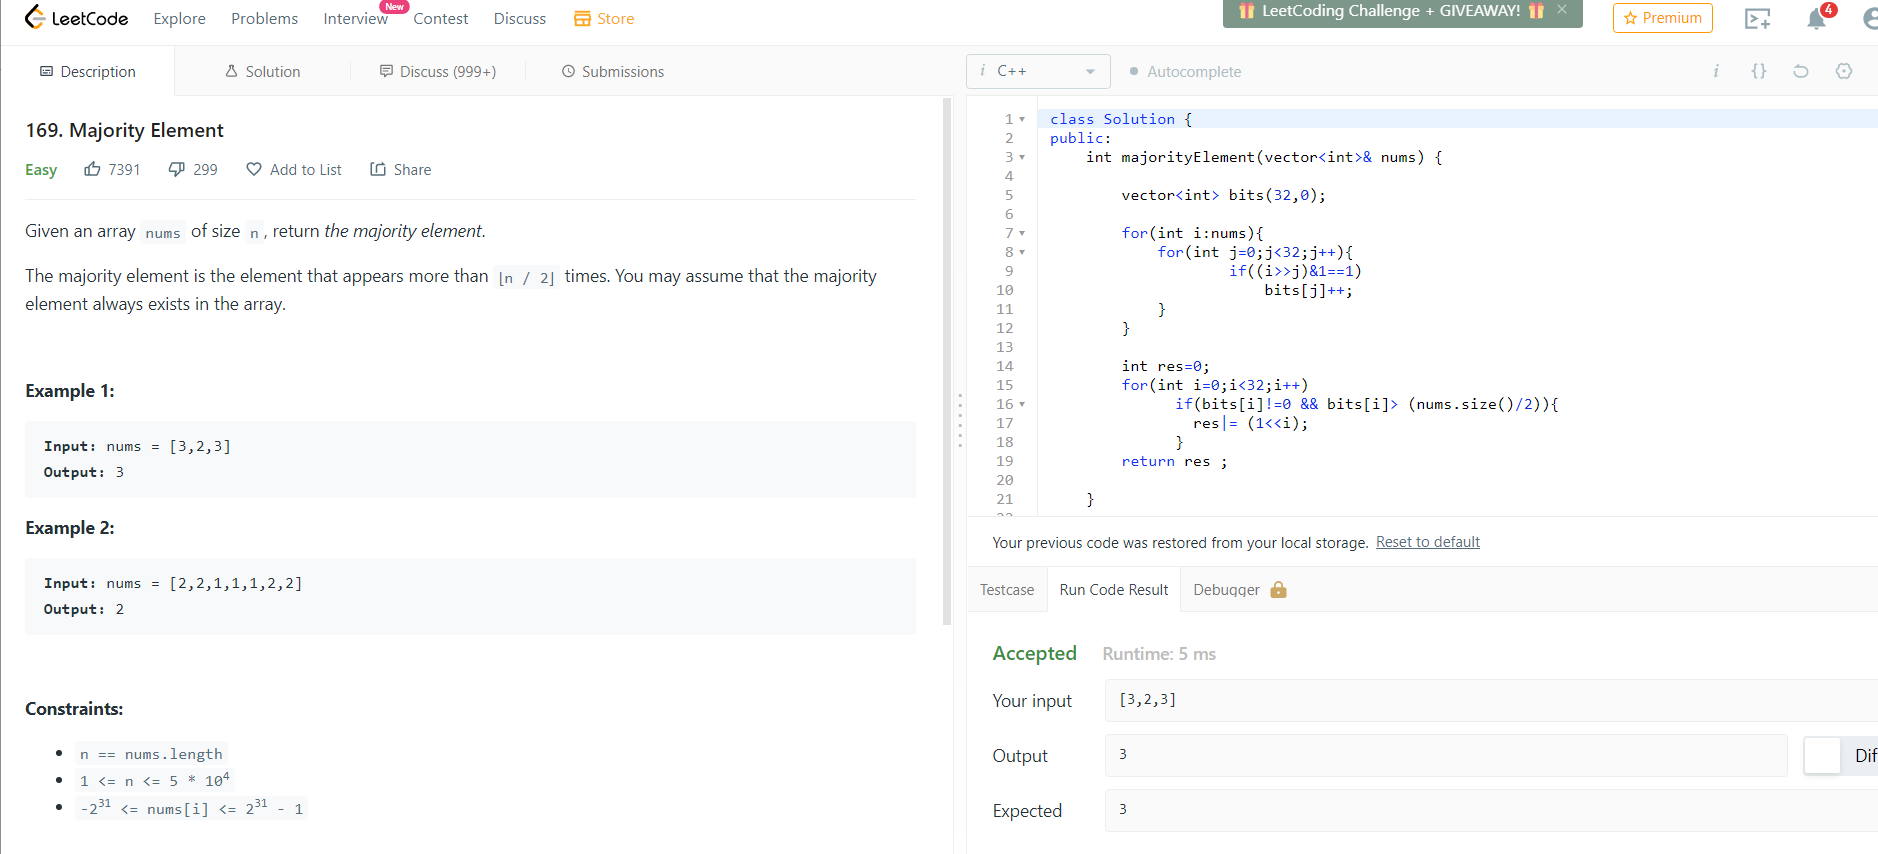 LeetCode Explore Problems Interview New Contest Discuss Store LeetCoding Challenge + GIVEAWAY! × Premium 4
Description Solution Discuss (999+) Submissions
169. Majority Element
Easy 7391 299 Add to List Share
Given an array nums of size n, return the majority element.
The majority element is the element that appears more than ⌊n / 2⌋ times. You may assume that the majority
element always exists in the array.
Example 1:
Input: nums = [3,2,3]
Output: 3
Example 2:
Input: nums = [2,2,1,1,1,2,2]
Output: 2
Constraints:
• n == nums.length
• 1 <= n <= 5 * 10⁴
• -2³¹ <= nums[i] <= 2³¹ - 1
i C++ Autocomplete i {}
1 class Solution {
2 public:
3 int majorityElement(vector<int>& nums) {
4
5 vector<int> bits(32,0);
6
7 for(int i:nums){
8 for(int j=0;j<32;j++){
9 if((i>>j)&1==1)
10 bits[j]++;
11 }
12 }
13
14 int res=0;
15 for(int i=0;i<32;i++)
16 if(bits[i]!=0 && bits[i]> (nums.size()/2)){
17 res|= (1<<i);
18 }
19 return res ;
20
21 }
Your previous code was restored from your local storage. Reset to default
Testcase Run Code Result Debugger
Accepted Runtime: 5 ms
Your input [3,2,3]
Output 3 Dif
Expected 3